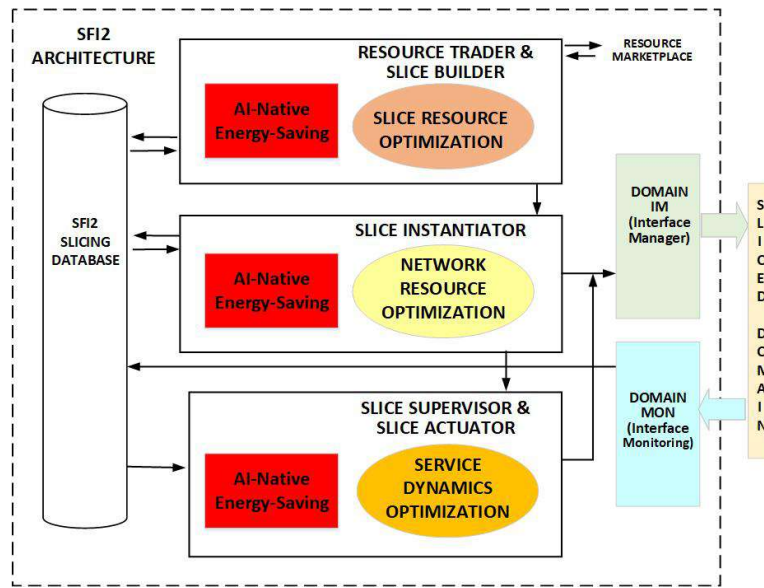 SFI2
ARCHITECTURE
RESOURCE TRADER &
SLICE BUILDER
RESOURCE
MARKETPLACE
AI-Native
Energy-Saving
SLICE RESOURCE
OPTIMIZATION
SFI2
SLICING
DATABASE
SLICE INSTANTIATOR
AI-Native
Energy-Saving
NETWORK
RESOURCE
OPTIMIZATION
DOMAIN
IM
(Interface
Manager)
SLICED DOMAIN
DOMAIN
MON
(Interface
Monitoring)
SLICE SUPERVISOR &
SLICE ACTUATOR
AI-Native
Energy-Saving
SERVICE
DYNAMICS
OPTIMIZATION